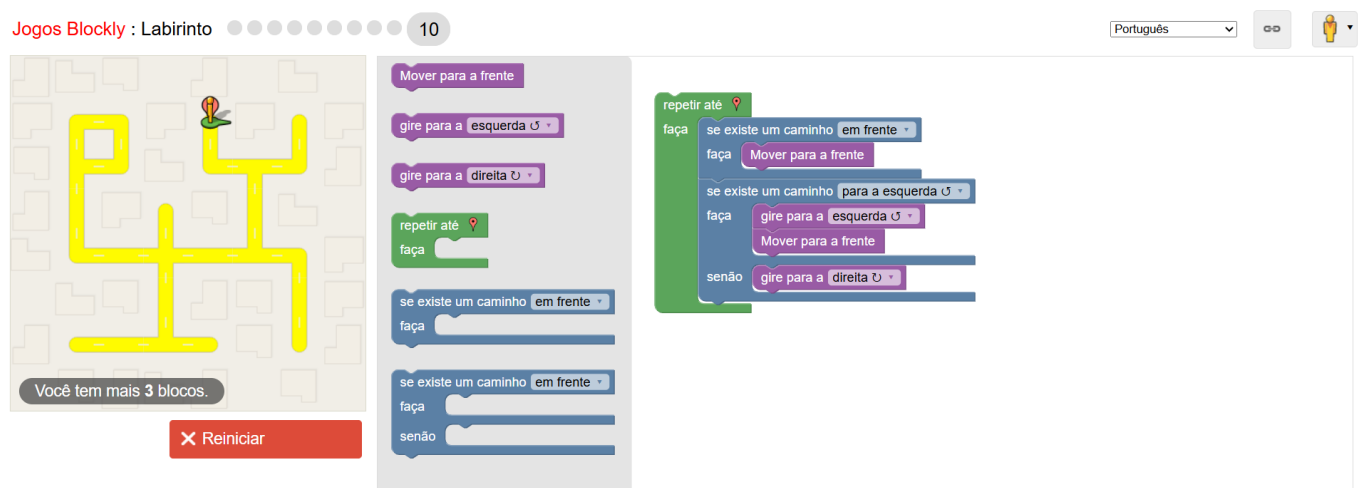 Jogos Blockly : Labirinto 10
Português
Você tem mais 3 blocos.
Reiniciar
Mover para a frente
gire para a esquerda ↺
gire para a direita ↻
repetir até
faça
se existe um caminho em frente
faça
se existe um caminho em frente
faça
senão
repetir até
faça se existe um caminho em frente
faça Mover para a frente
se existe um caminho para a esquerda ↺
faça gire para a esquerda ↺
Mover para a frente
senão gire para a direita ↻